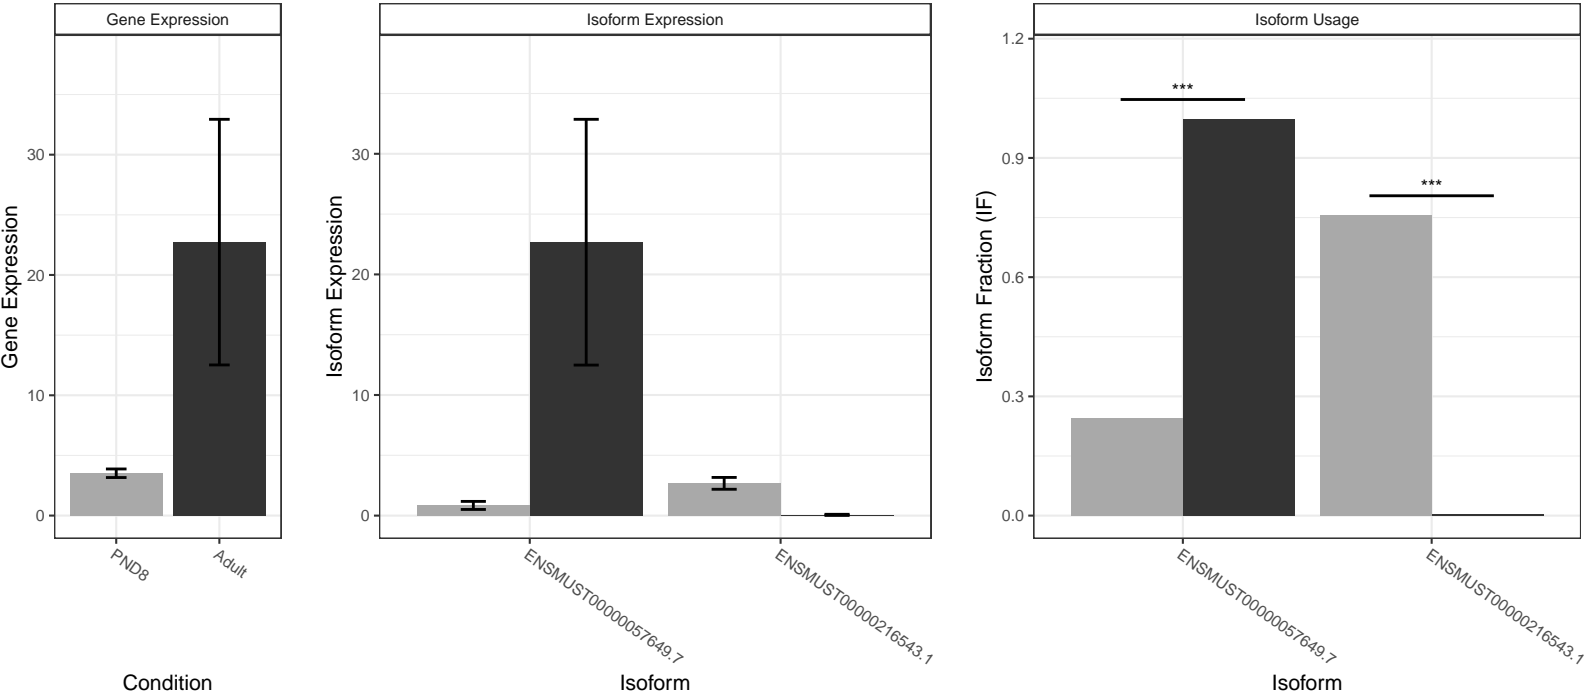 Gene Expression
Gene Expression
30
20
10
0
PND8
Adult
Condition
Isoform Expression
Isoform Expression
30
20
10
0
ENSMUST00000057649.7
ENSMUST00000216543.1
Isoform
Isoform Usage
Isoform Fraction (IF)
1.2
0.9
0.6
0.3
0.0
***
***
ENSMUST00000057649.7
ENSMUST00000216543.1
Isoform